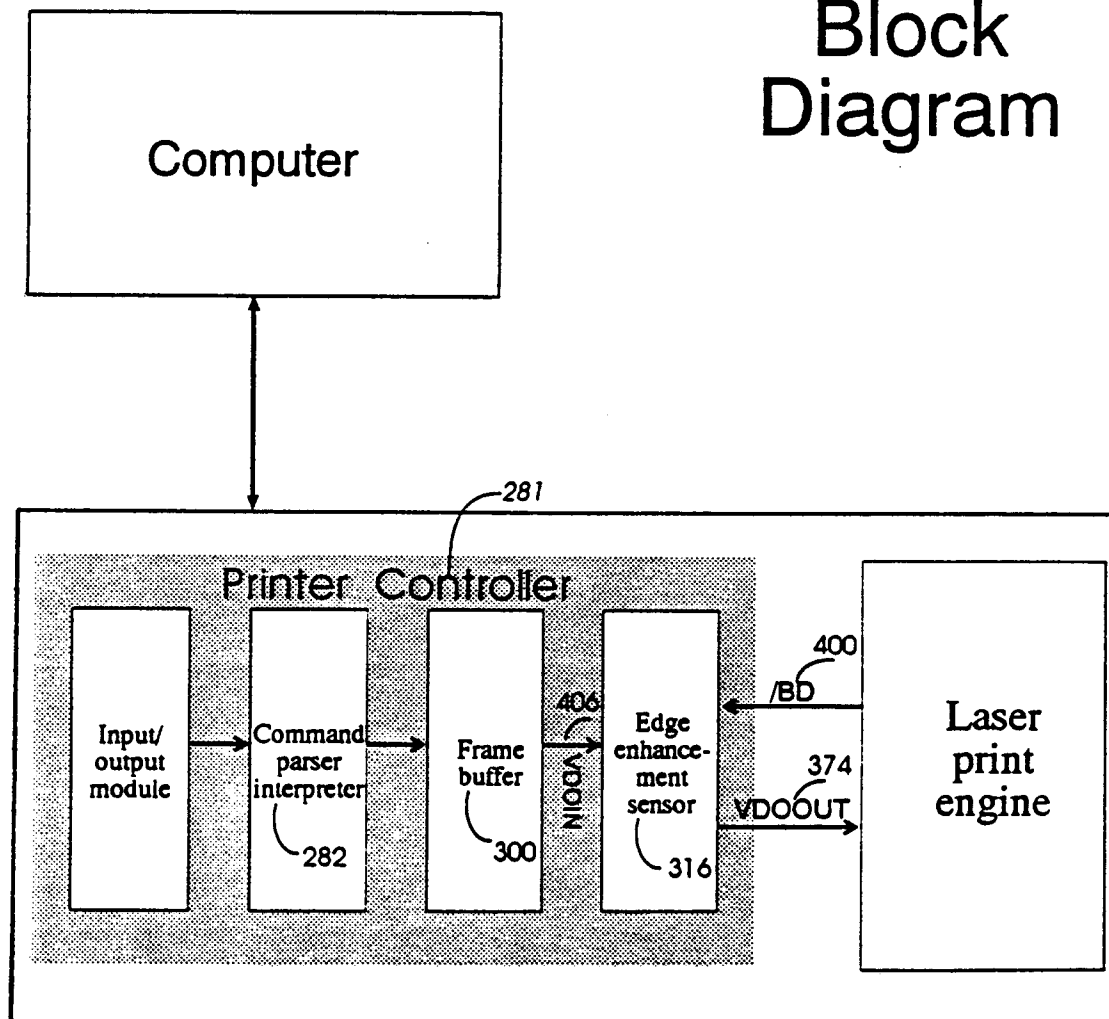 Block
Diagram
Computer
281
Printer Controller
Input/
output
module
Command
parser
interpreter
282
Frame
buffer
300
406
VDOIN
Edge
enhance-
ment
sensor
316
400
/BD
374
VDOOUT
Laser
print
engine